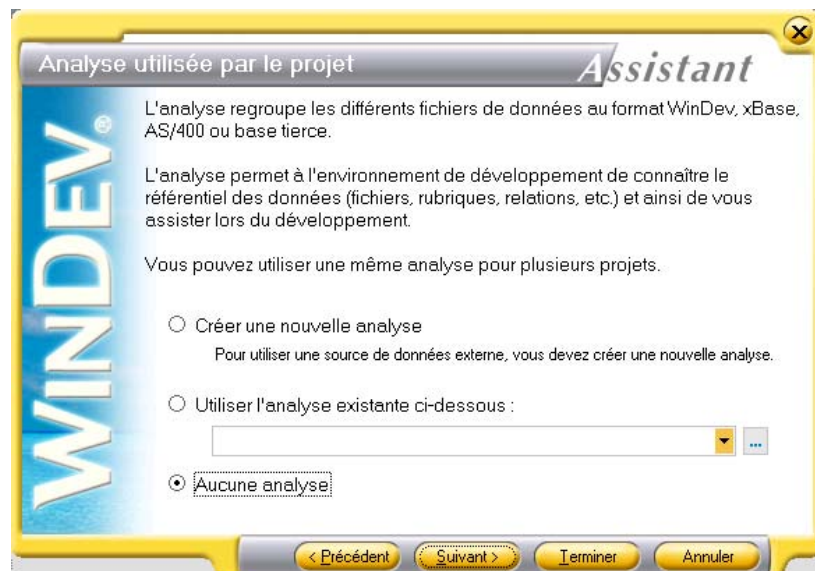 Analyse utilisée par le projet
Assistant
WINDEV®
L'analyse regroupe les différents fichiers de données au format WinDev, xBase,
AS/400 ou base tierce.
L'analyse permet à l'environnement de développement de connaître le
référentiel des données (fichiers, rubriques, relations, etc.) et ainsi de vous
assister lors du développement.
Vous pouvez utiliser une même analyse pour plusieurs projets.
Créer une nouvelle analyse
Pour utiliser une source de données externe, vous devez créer une nouvelle analyse.
Utiliser l'analyse existante ci-dessous :
...
Aucune analyse
< Précédent Suivant > Terminer Annuler